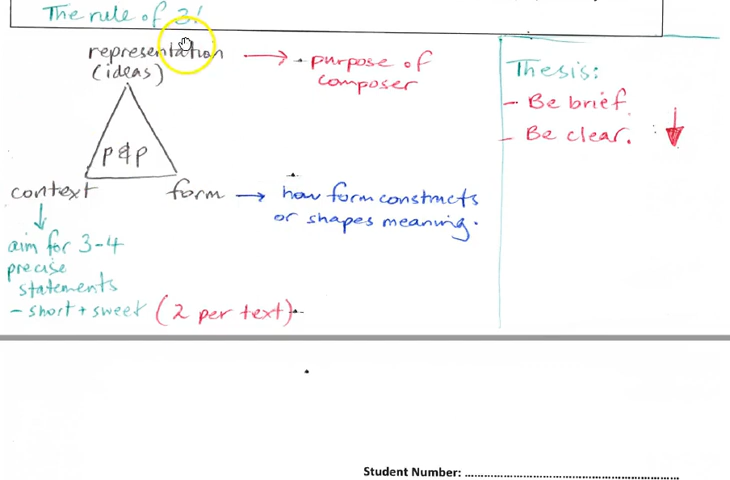 The rule of 3!
representation → - purpose of
(ideas)
composer
Thesis:
- Be brief.
- Be clear.
p & p
context
form → how form constructs
or shapes meaning.
aim for 3-4
precise
statements
- short + sweet (2 per text)
Student Number: ........................................................